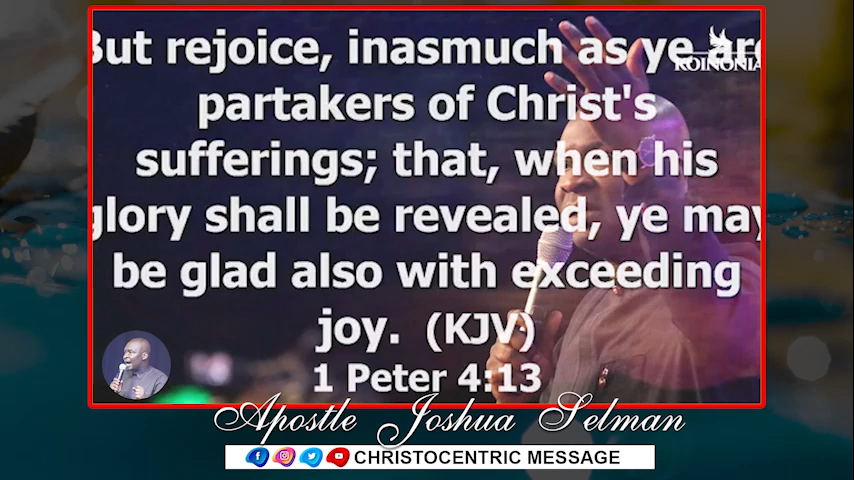 But rejoice, inasmuch as ye are
KOINONIA
partakers of Christ's
sufferings; that, when his
glory shall be revealed, ye may
be glad also with exceeding
joy. (KJV)
1 Peter 4:13
Apostle Joshua Selman
CHRISTOCENTRIC MESSAGE